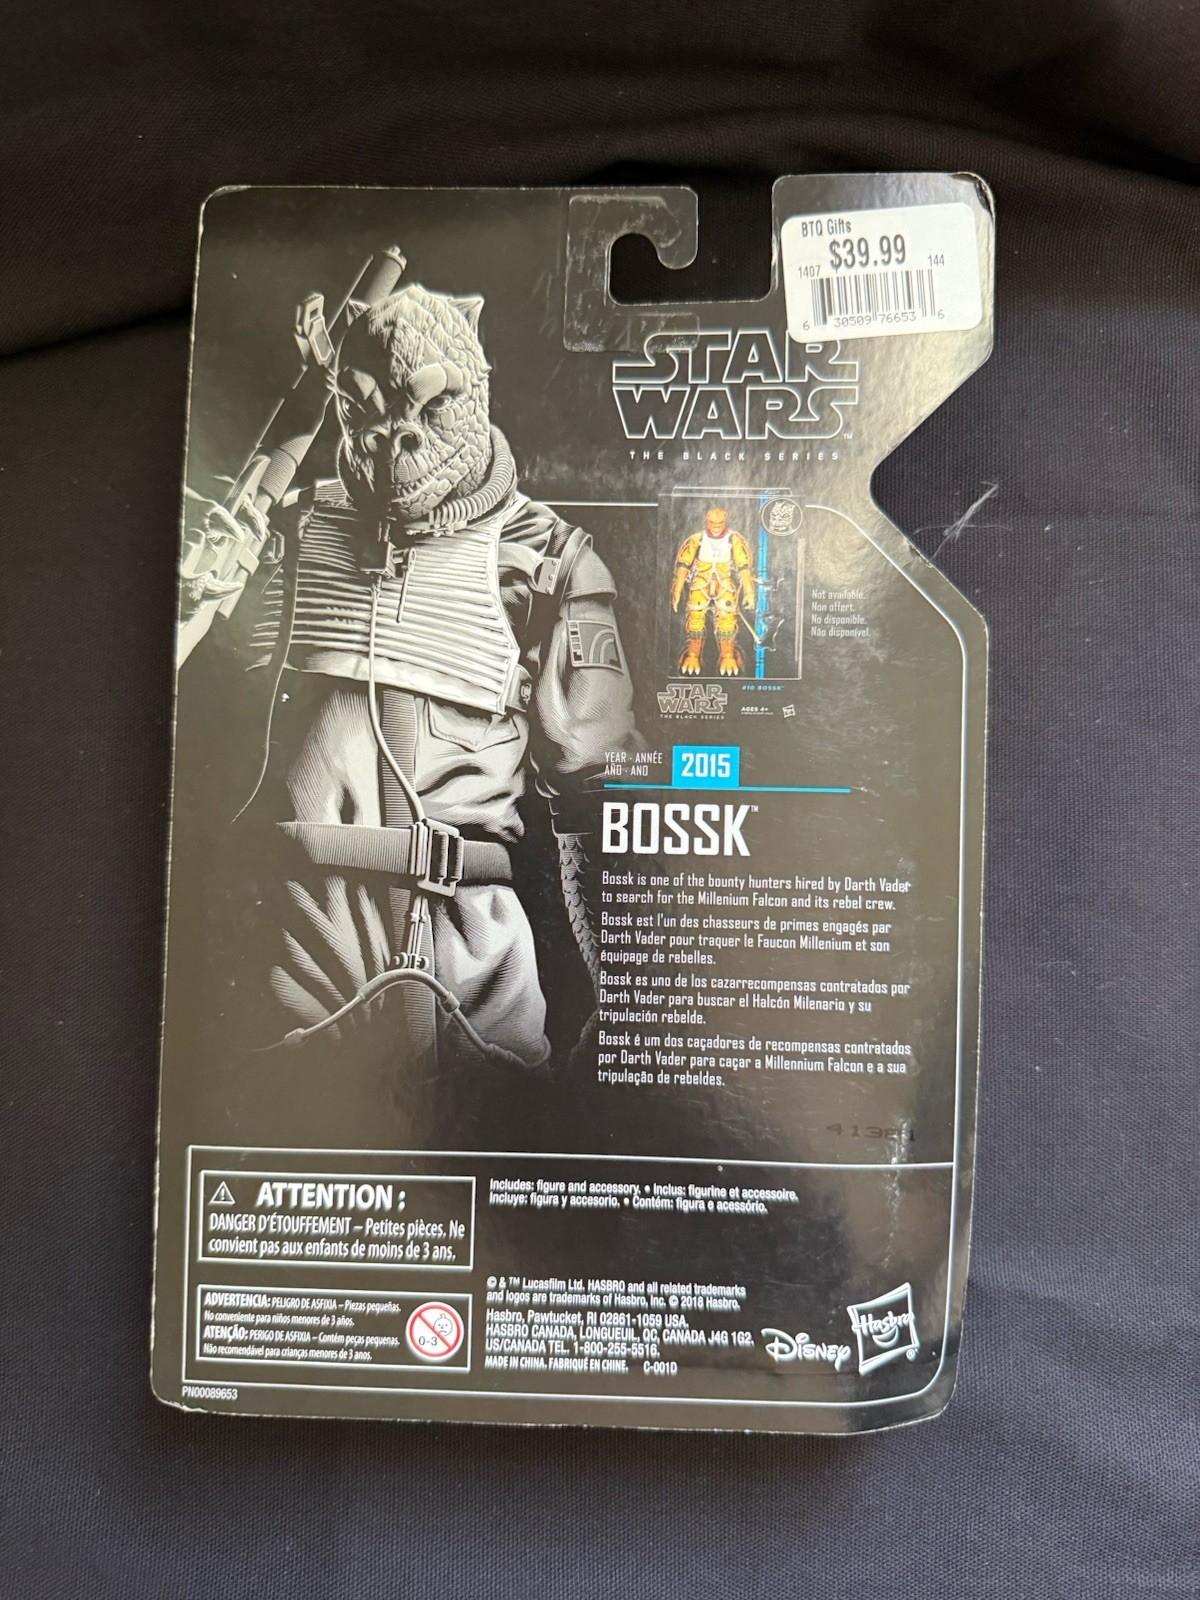 BTQ Gifts
$39.99
1407
144
6 30509 76653 6
STAR
WARS™
THE BLACK SERIES
Not available.
Non offert.
No disponible.
Não disponível.
STAR
WARS
THE BLACK SERIES
#10 BOSSK™
AGES 4+
YEAR · ANNÉE
AÑO · ANO
2015
BOSSK™
Bossk is one of the bounty hunters hired by Darth Vader
to search for the Millenium Falcon and its rebel crew.
Bossk est l'un des chasseurs de primes engagés par
Darth Vader pour traquer le Faucon Millenium et son
équipage de rebelles.
Bossk es uno de los cazarrecompensas contratados por
Darth Vader para buscar el Halcón Milenario y su
tripulación rebelde.
Bossk é um dos caçadores de recompensas contratados
por Darth Vader para caçar a Millennium Falcon e a sua
tripulação de rebeldes.
ATTENTION :
DANGER D'ÉTOUFFEMENT – Petites pièces. Ne
convient pas aux enfants de moins de 3 ans.
ADVERTENCIA: PELIGRO DE ASFIXIA – Piezas pequeñas.
No conveniente para niños menores de 3 años.
ATENÇÃO: PERIGO DE ASFIXIA – Contém peças pequenas.
Não recomendável para crianças menores de 3 anos.
0-3
PN00089653
Includes: figure and accessory. • Inclus: figurine et accessoire.
Incluye: figura y accesorio. • Contém: figura e acessório.
© & ™ Lucasfilm Ltd. HASBRO and all related trademarks
and logos are trademarks of Hasbro, Inc. © 2018 Hasbro.
Hasbro, Pawtucket, RI 02861-1059 USA.
HASBRO CANADA, LONGUEUIL, QC, CANADA J4G 1G2.
US/CANADA TEL. 1-800-255-5516.
MADE IN CHINA. FABRIQUÉ EN CHINE. C-001D
Disney
Hasbro®